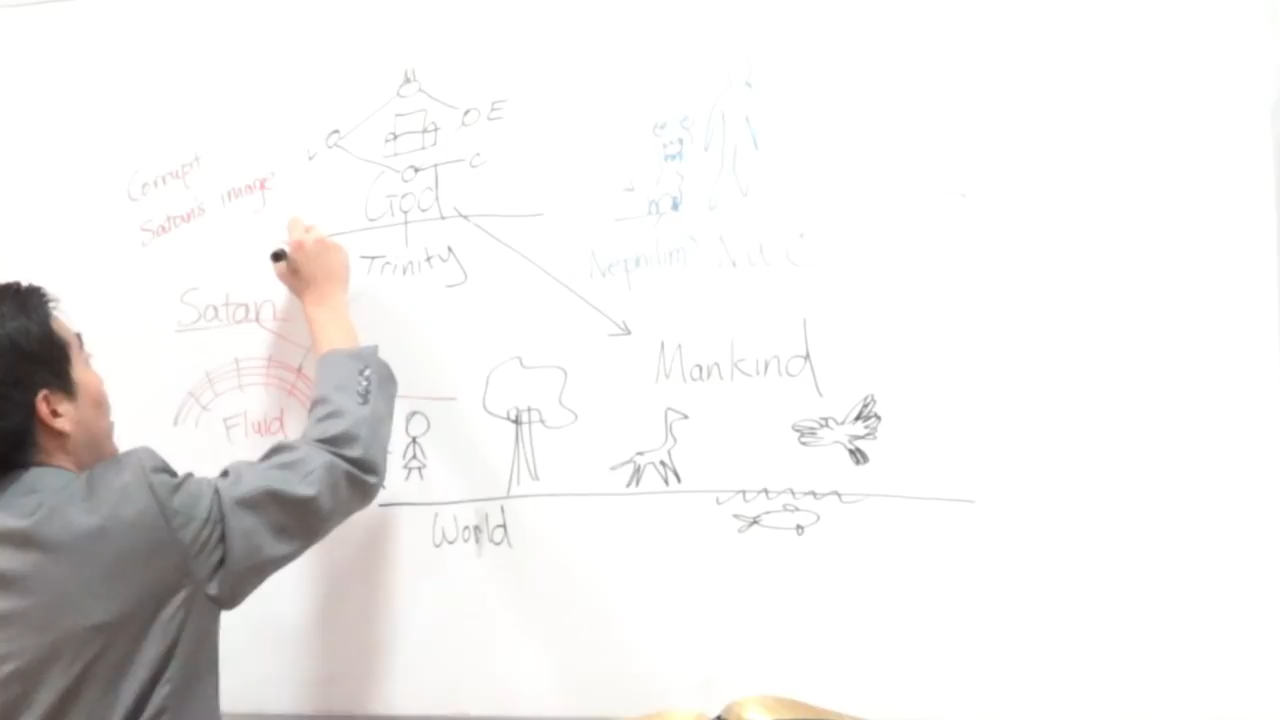 E
C
God
Corrupt
Satan's image
Trinity
Nephilim
Satan
Mankind
Fluid
World